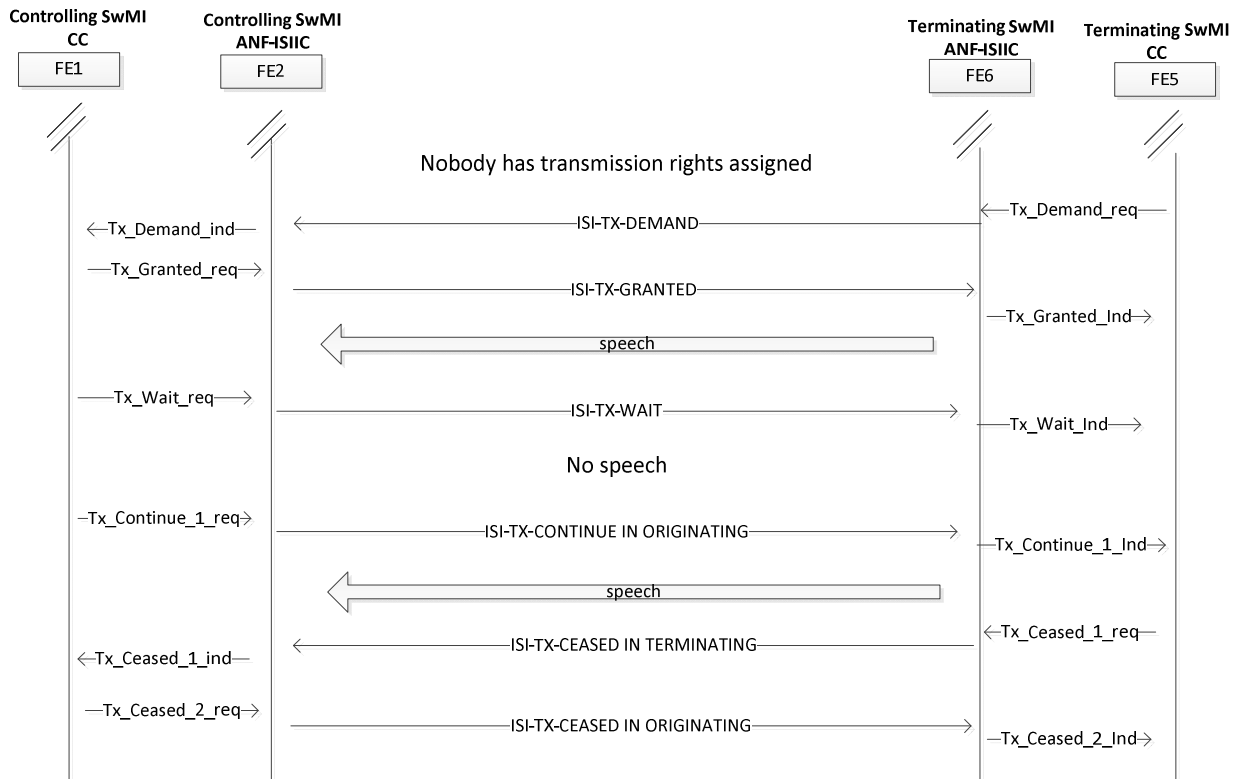 Controlling SwMI
CC
Controlling SwMI
ANF-ISIIC
Terminating SwMI
ANF-ISIIC
Terminating SwMI
CC
FE1
FE2
FE6
FE5
Nobody has transmission rights assigned
Tx_Demand_req
ISI-TX-DEMAND
Tx_Demand_ind
Tx_Granted_req
ISI-TX-GRANTED
Tx_Granted_Ind
speech
Tx_Wait_req
ISI-TX-WAIT
Tx_Wait_Ind
No speech
Tx_Continue_1_req
ISI-TX-CONTINUE IN ORIGINATING
Tx_Continue_1_Ind
speech
Tx_Ceased_1_req
ISI-TX-CEASED IN TERMINATING
Tx_Ceased_1_ind
Tx_Ceased_2_req
ISI-TX-CEASED IN ORIGINATING
Tx_Ceased_2_Ind